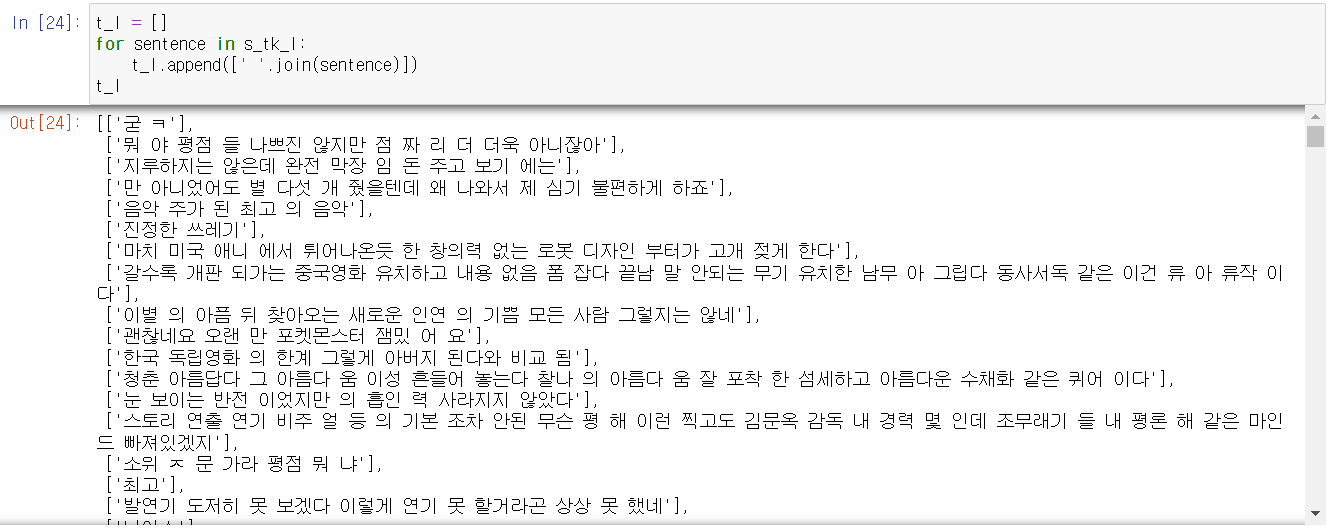 In [24]: t_l = []
for sentence in s_tk_l:
    t_l.append([' '.join(sentence)])
t_l
Out[24]: [['굳 ㅋ'],
['뭐 야 평점 들 나쁘진 않지만 점 짜 리 더 더욱 아니잖아'],
['지루하지는 않은데 완전 막장 임 돈 주고 보기 에는'],
['만 아니었어도 별 다섯 개 줬을텐데 왜 나와서 제 심기 불편하게 하죠'],
['음악 주가 된 최고 의 음악'],
['진정한 쓰레기'],
['마치 미국 애니 에서 튀어나온듯 한 창의력 없는 로봇 디자인 부터가 고개 젖게 한다'],
['갈수록 개판 되가는 중국영화 유치하고 내용 없음 폼 잡다 끝남 말 안되는 무기 유치한 남무 아 그립다 동사서독 같은 이건 류 아 류작 이
다'],
['이별 의 아픔 뒤 찾아오는 새로운 인연 의 기쁨 모든 사람 그렇지는 않네'],
['괜찮네요 오랜 만 포켓몬스터 잼밌 어 요'],
['한국 독립영화 의 한계 그렇게 아버지 된다와 비교 됨'],
['청춘 아름답다 그 아름다 움 이성 흔들어 놓는다 찰나 의 아름다 움 잘 포착 한 섬세하고 아름다운 수채화 같은 퀴어 이다'],
['눈 보이는 반전 이었지만 의 흡인 력 사라지지 않았다'],
['스토리 연출 연기 비주 얼 등 의 기본 조차 안된 무슨 평 해 이런 찍고도 김문옥 감독 내 경력 몇 인데 조무래기 들 내 평론 해 같은 마인
드 빠져있겠지'],
['소위 ㅈ 문 가라 평점 뭐 냐'],
['최고'],
['발연기 도저히 못 보겠다 이렇게 연기 못 할거라곤 상상 못 했네'],